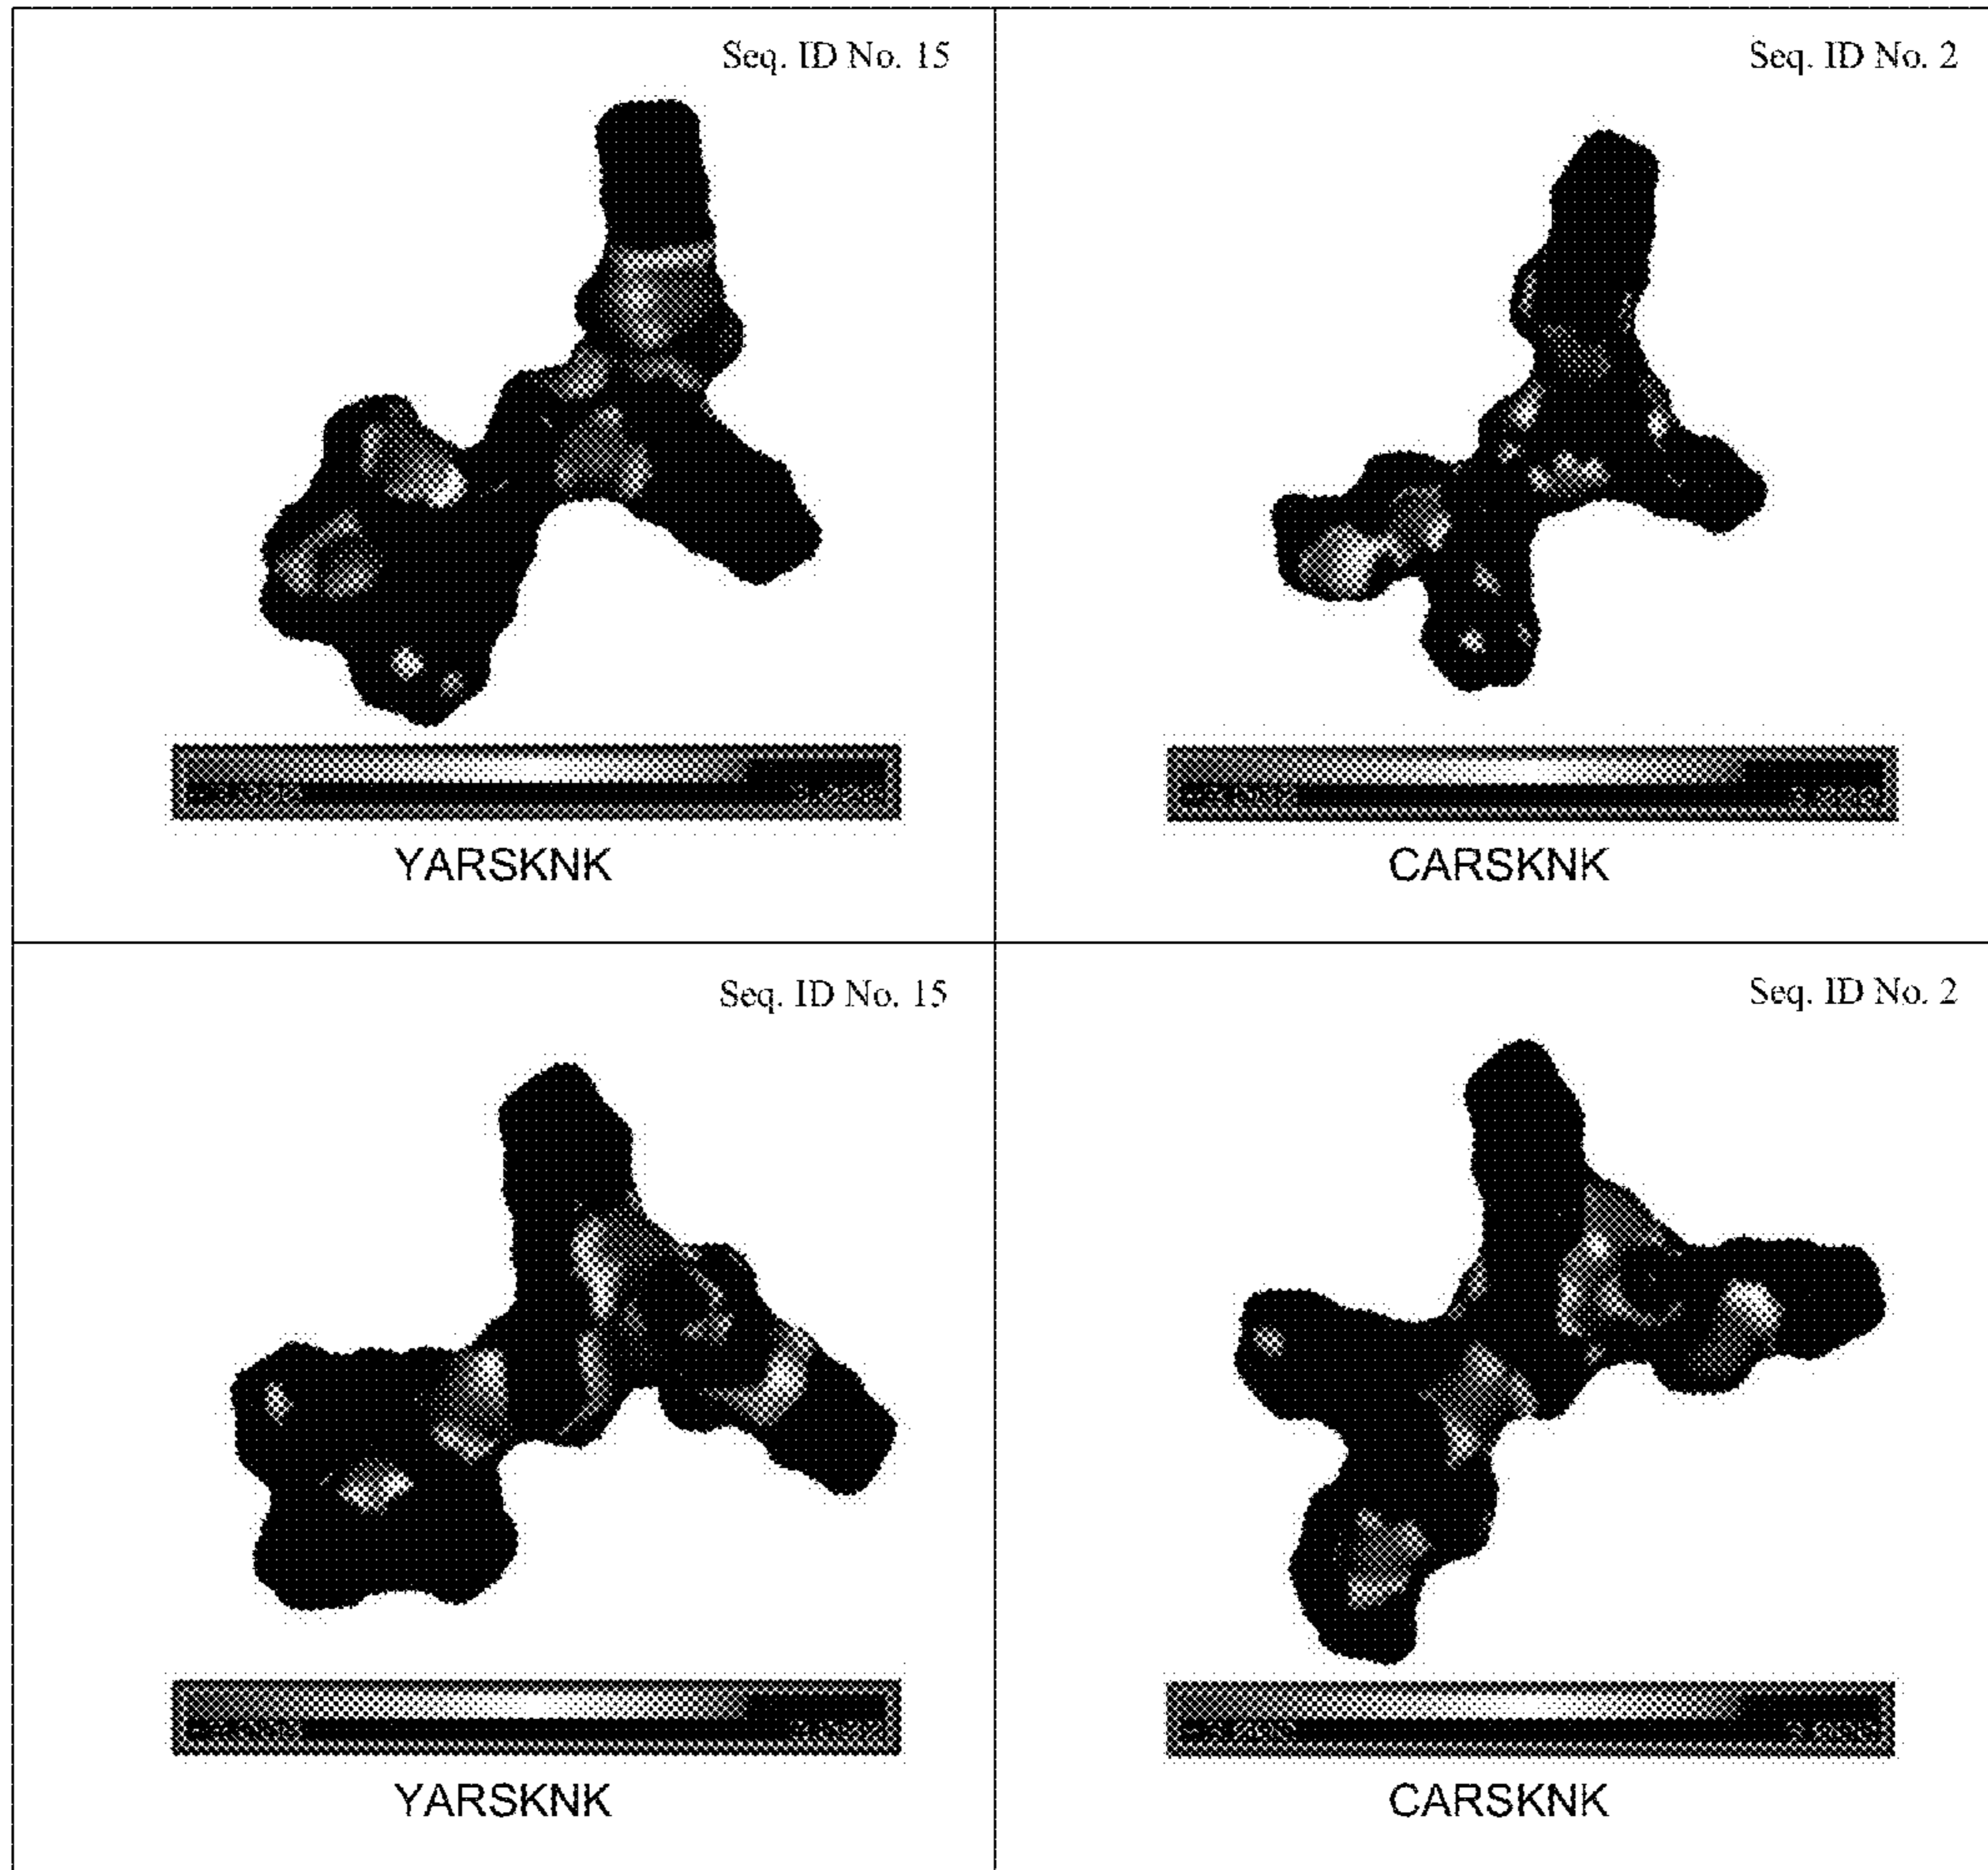 Seq. ID No. 15
YARSKNK
Seq. ID No. 2
CARSKNK
Seq. ID No. 15
YARSKNK
Seq. ID No. 2
CARSKNK